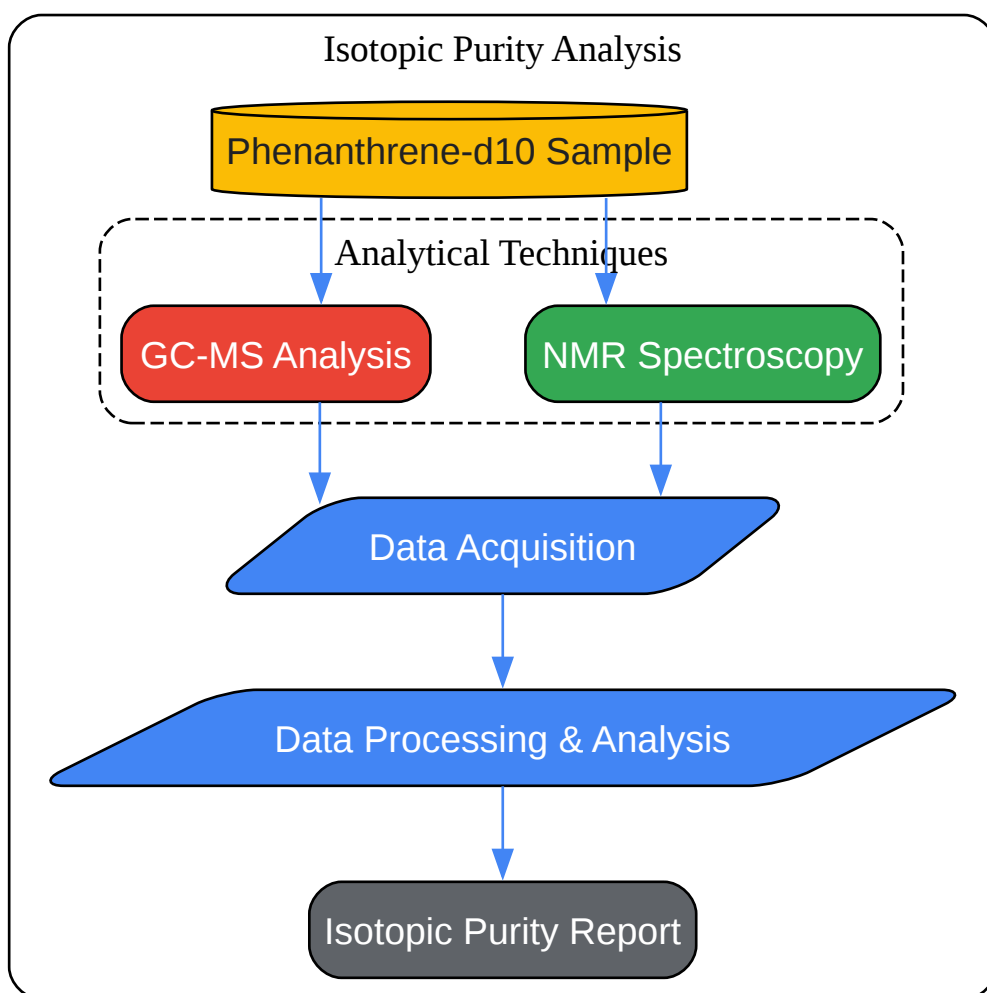 Isotopic Purity Analysis
Phenanthrene-d10 Sample
Analytical Techniques
GC-MS Analysis
NMR Spectroscopy
Data Acquisition
Data Processing & Analysis
Isotopic Purity Report